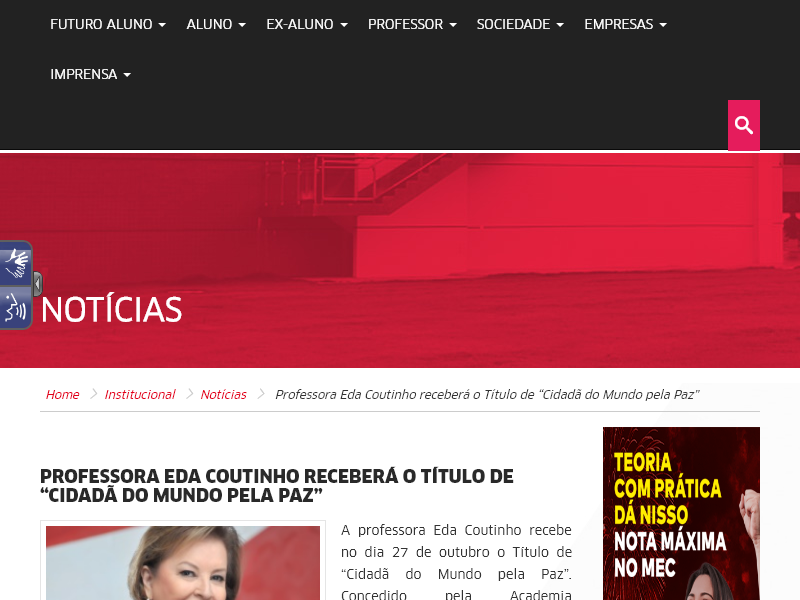 FUTURO ALUNO ALUNO EX-ALUNO PROFESSOR SOCIEDADE EMPRESAS
IMPRENSA
NOTÍCIAS
Home Institucional Notícias Professora Eda Coutinho receberá o Título de “Cidadã do Mundo pela Paz”
PROFESSORA EDA COUTINHO RECEBERÁ O TÍTULO DE
“CIDADÃ DO MUNDO PELA PAZ”
A professora Eda Coutinho recebe
no dia 27 de outubro o Título de
“Cidadã do Mundo pela Paz”.
Concedido pela Academia
TEORIA
COM PRÁTICA
DÁ NISSO
NOTA MÁXIMA
NO MEC